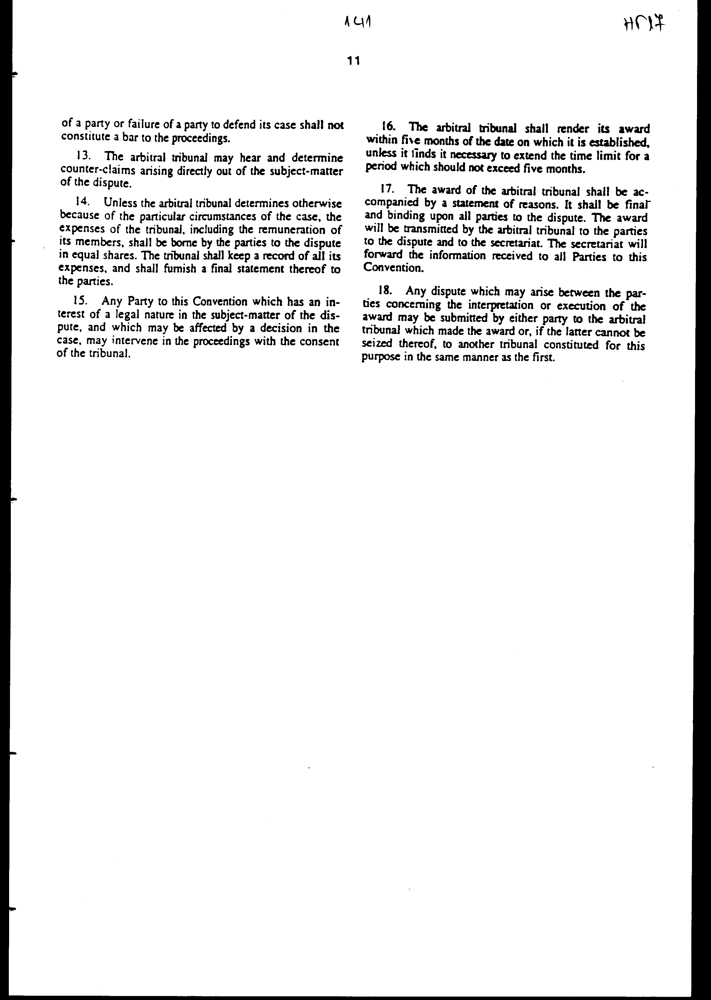 141
11
of a party or failure of a party to defend its case shall not
constitute a bar to the proceedings.
13. The arbitral tribunal may hear and determine
counter-claims arising directly out of the subject-matter
of the dispute.
14. Unless the arbitral tribunal determines otherwise
because of the particular circumstances of the case, the
expenses of the tribunal, including the remuneration of
its members, shall be borne by the parties to the dispute
in equal shares. The tribunal shall keep a record of all its
expenses, and shall furnish a final statement thereof to
the parties.
15. Any Party to this Convention which has an in-
terest of a legal nature in the subject-matter of the dis-
pute, and which may be affected by a decision in the
case, may intervene in the proceedings with the consent
of the tribunal.
16. The arbitral tribunal shall render its award
within five months of the date on which it is established,
unless it finds it necessary to extend the time limit for a
period which should not exceed five months.
17. The award of the arbitral tribunal shall be ac-
companied by a statement of reasons. It shall be final
and binding upon all parties to the dispute. The award
will be transmitted by the arbitral tribunal to the parties
to the dispute and to the secretariat. The secretariat will
forward the information received to all Parties to this
Convention.
18. Any dispute which may arise between the par-
ties concerning the interpretation or execution of the
award may be submitted by either party to the arbitral
tribunal which made the award or, if the latter cannot be
seized thereof, to another tribunal constituted for this
purpose in the same manner as the first.